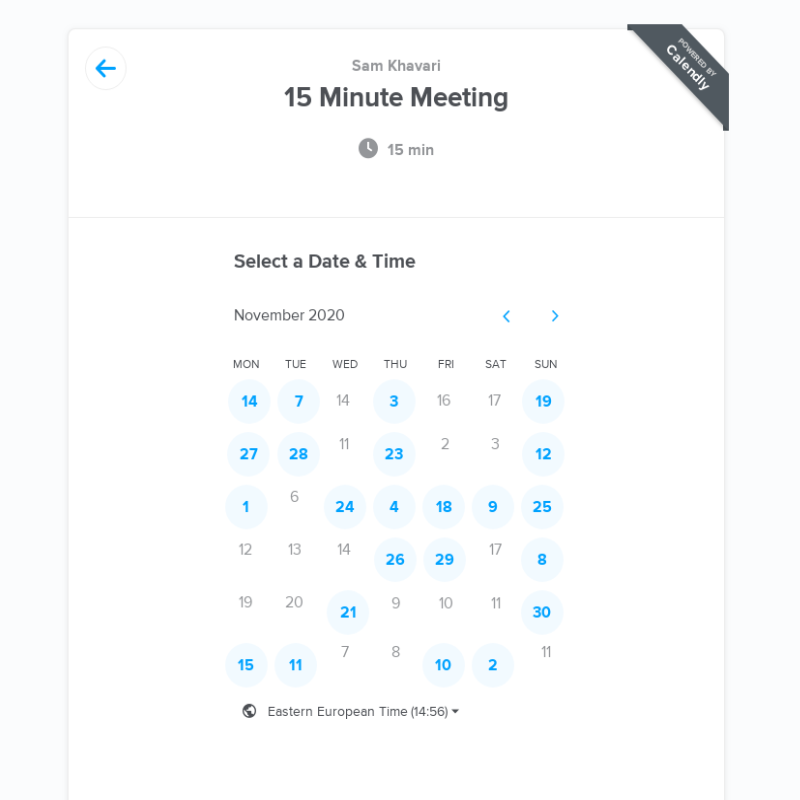 POWERED BY
Calendly
Sam Khavari
15 Minute Meeting
15 min
Select a Date & Time
November 2020
MON TUE WED THU FRI SAT SUN
14 7 14 3 16 17 19
27 28 11 23 2 3 12
1 6 24 4 18 9 25
12 13 14 26 29 17 8
19 20 21 9 10 11 30
15 11 7 8 10 2 11
Eastern European Time (14:56)